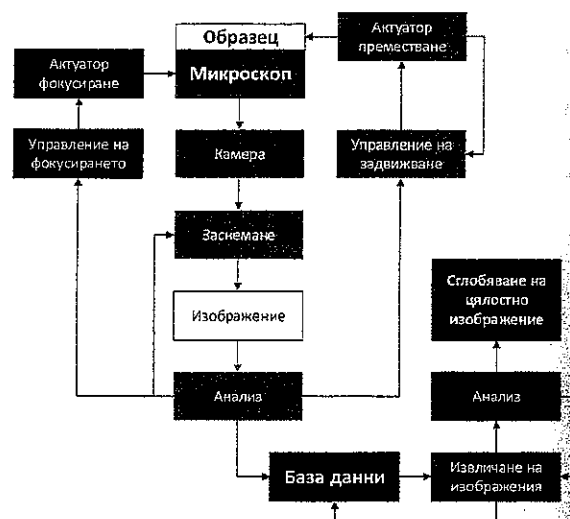 Образец
Микроскоп
Актуатор
преместване
Актуатор
фокусиране
Управление на
фокусирането
Камера
Управление на
задвижване
Заснемане
Изображение
Сглобяване на
цялостно
изображение
Анализ
Анализ
База данни
Извличане на
изображения